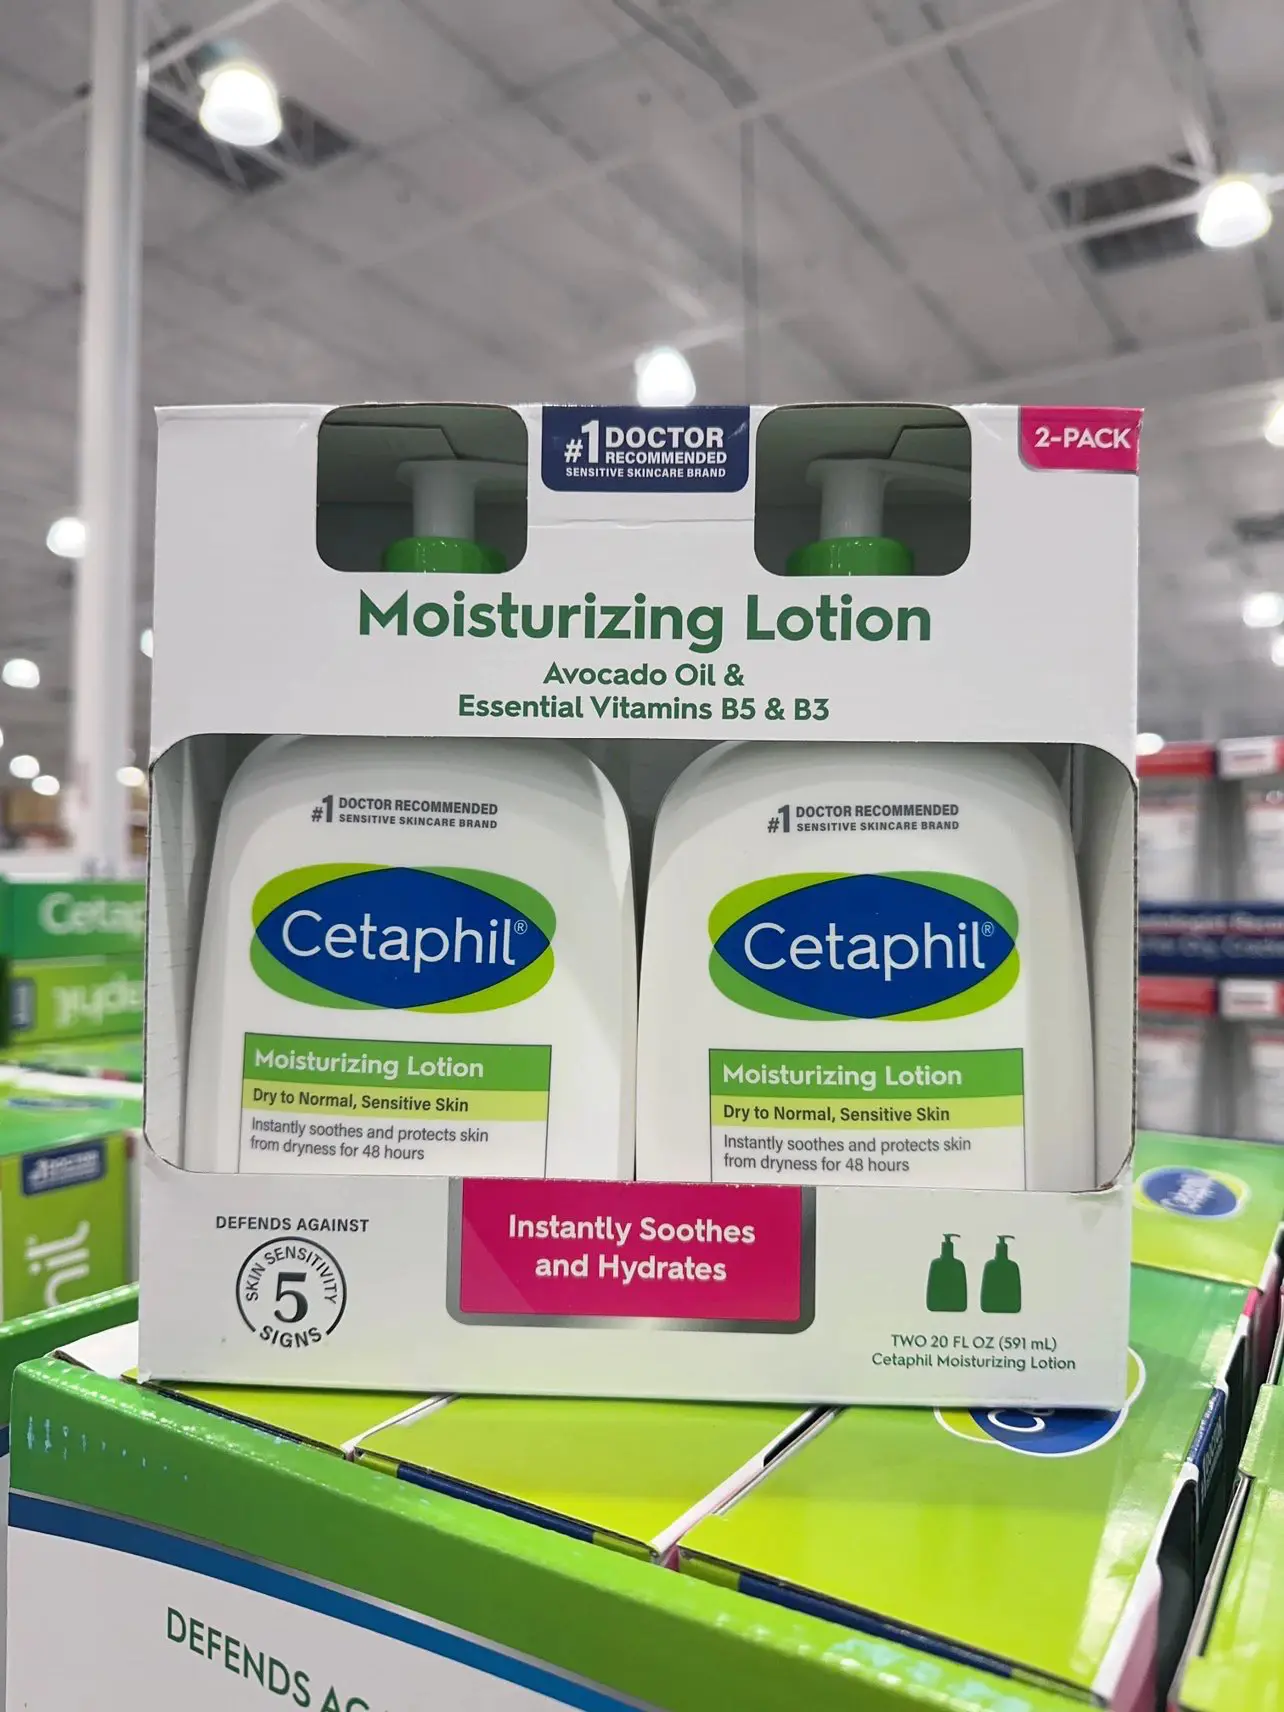 #1 DOCTOR
RECOMMENDED
SENSITIVE SKINCARE BRAND
2-PACK
Moisturizing Lotion
Avocado Oil &
Essential Vitamins B5 & B3
#1 DOCTOR RECOMMENDED
SENSITIVE SKINCARE BRAND
Cetaphil®
Moisturizing Lotion
Dry to Normal, Sensitive Skin
Instantly soothes and protects skin
from dryness for 48 hours
#1 DOCTOR RECOMMENDED
SENSITIVE SKINCARE BRAND
Cetaphil®
Moisturizing Lotion
Dry to Normal, Sensitive Skin
Instantly soothes and protects skin
from dryness for 48 hours
DEFENDS AGAINST
SKIN SENSITIVITY
5
SIGNS
Instantly Soothes
and Hydrates
TWO 20 FL OZ (591 mL)
Cetaphil Moisturizing Lotion
DEFENDS